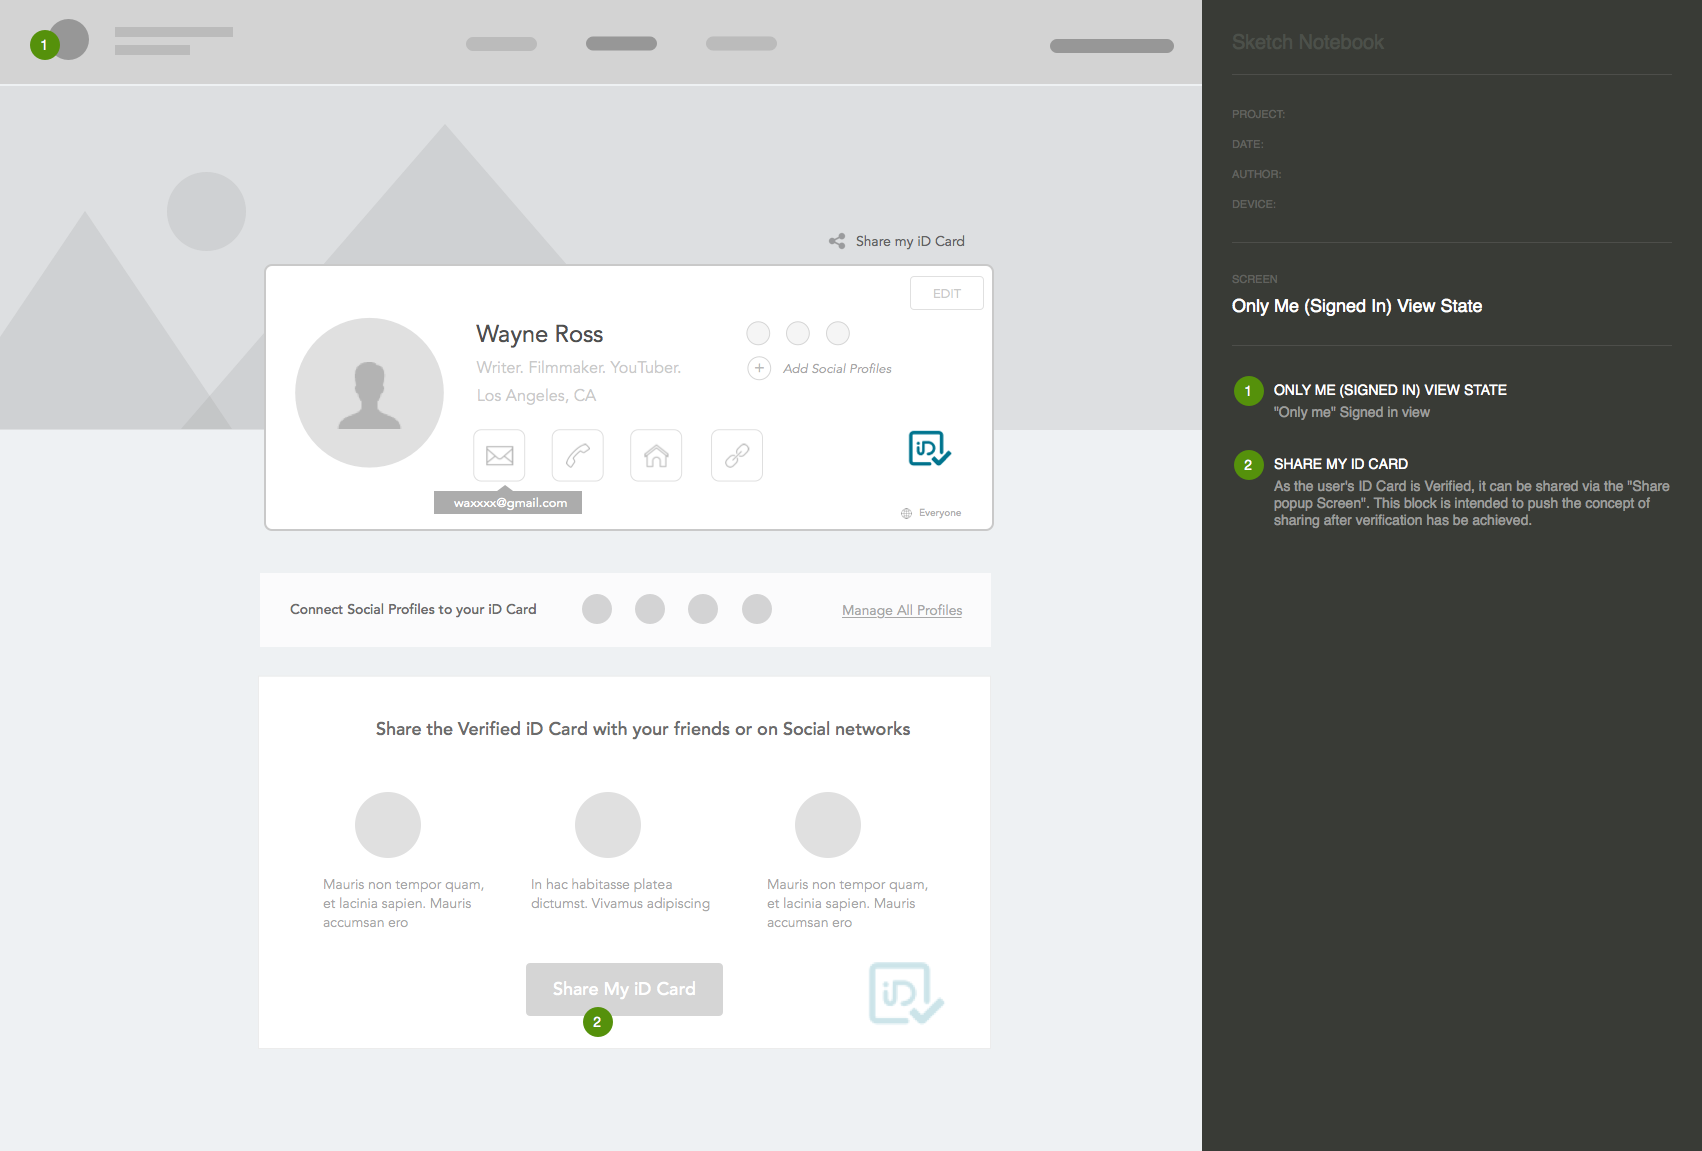 1
Share my iD Card
EDIT
Wayne Ross
Writer. Filmmaker. YouTuber.
Los Angeles, CA
Add Social Profiles
iD
waxxxx@gmail.com
Everyone
Connect Social Profiles to your iD Card
Manage All Profiles
Share the Verified iD Card with your friends or on Social networks
Mauris non tempor quam,
et lacinia sapien. Mauris
accumsan ero
In hac habitasse platea
dictumst. Vivamus adipiscing
Mauris non tempor quam,
et lacinia sapien. Mauris
accumsan ero
Share My iD Card
2
iD
Sketch Notebook
PROJECT:
DATE:
AUTHOR:
DEVICE:
SCREEN
Only Me (Signed In) View State
1
ONLY ME (SIGNED IN) VIEW STATE
"Only me" Signed in view
2
SHARE MY ID CARD
As the user's ID Card is Verified, it can be shared via the "Share
popup Screen". This block is intended to push the concept of
sharing after verification has be achieved.